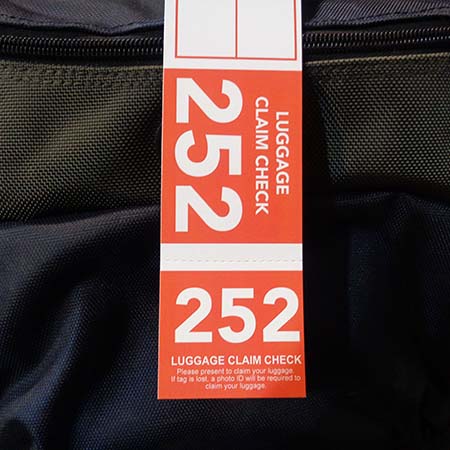 252
LUGGAGE
CLAIM CHECK
252
LUGGAGE CLAIM CHECK
Please present to claim your luggage.
If tag is lost, a photo ID will be required to
claim your luggage.